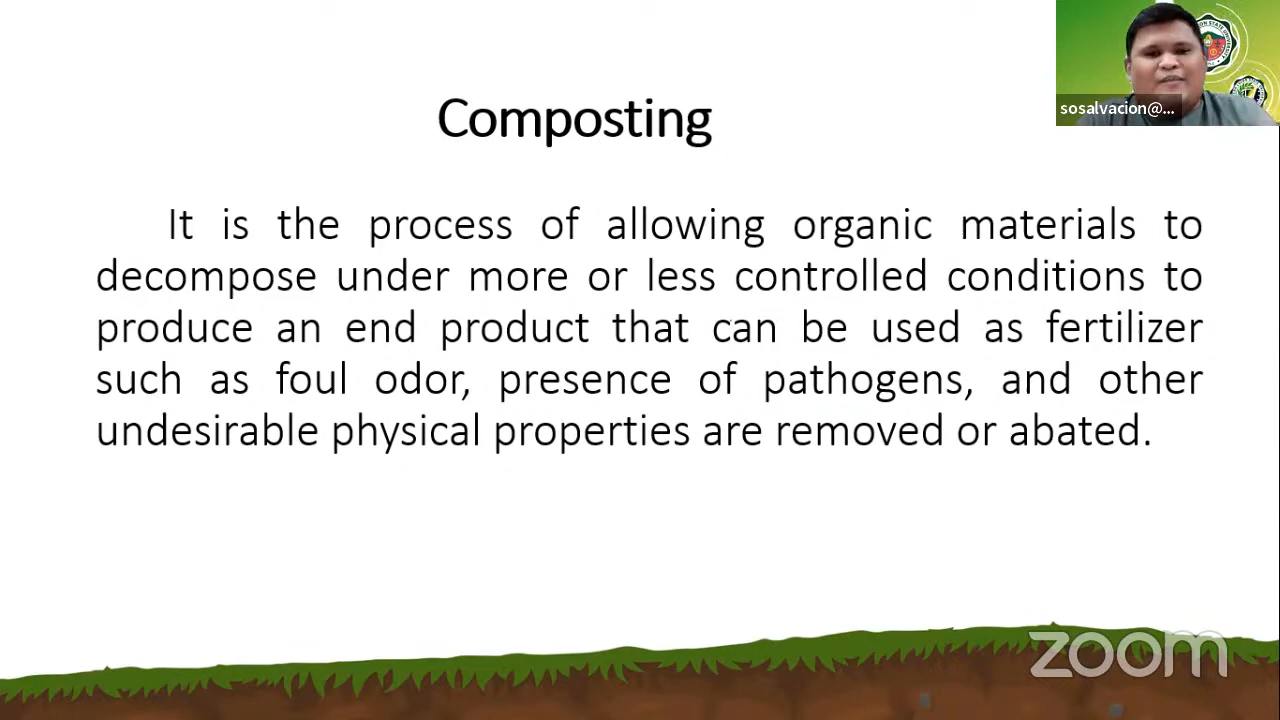 Composting
sosalvacion@...
It is the process of allowing organic materials to
decompose under more or less controlled conditions to
produce an end product that can be used as fertilizer
such as foul odor, presence of pathogens, and other
undesirable physical properties are removed or abated.
zoom